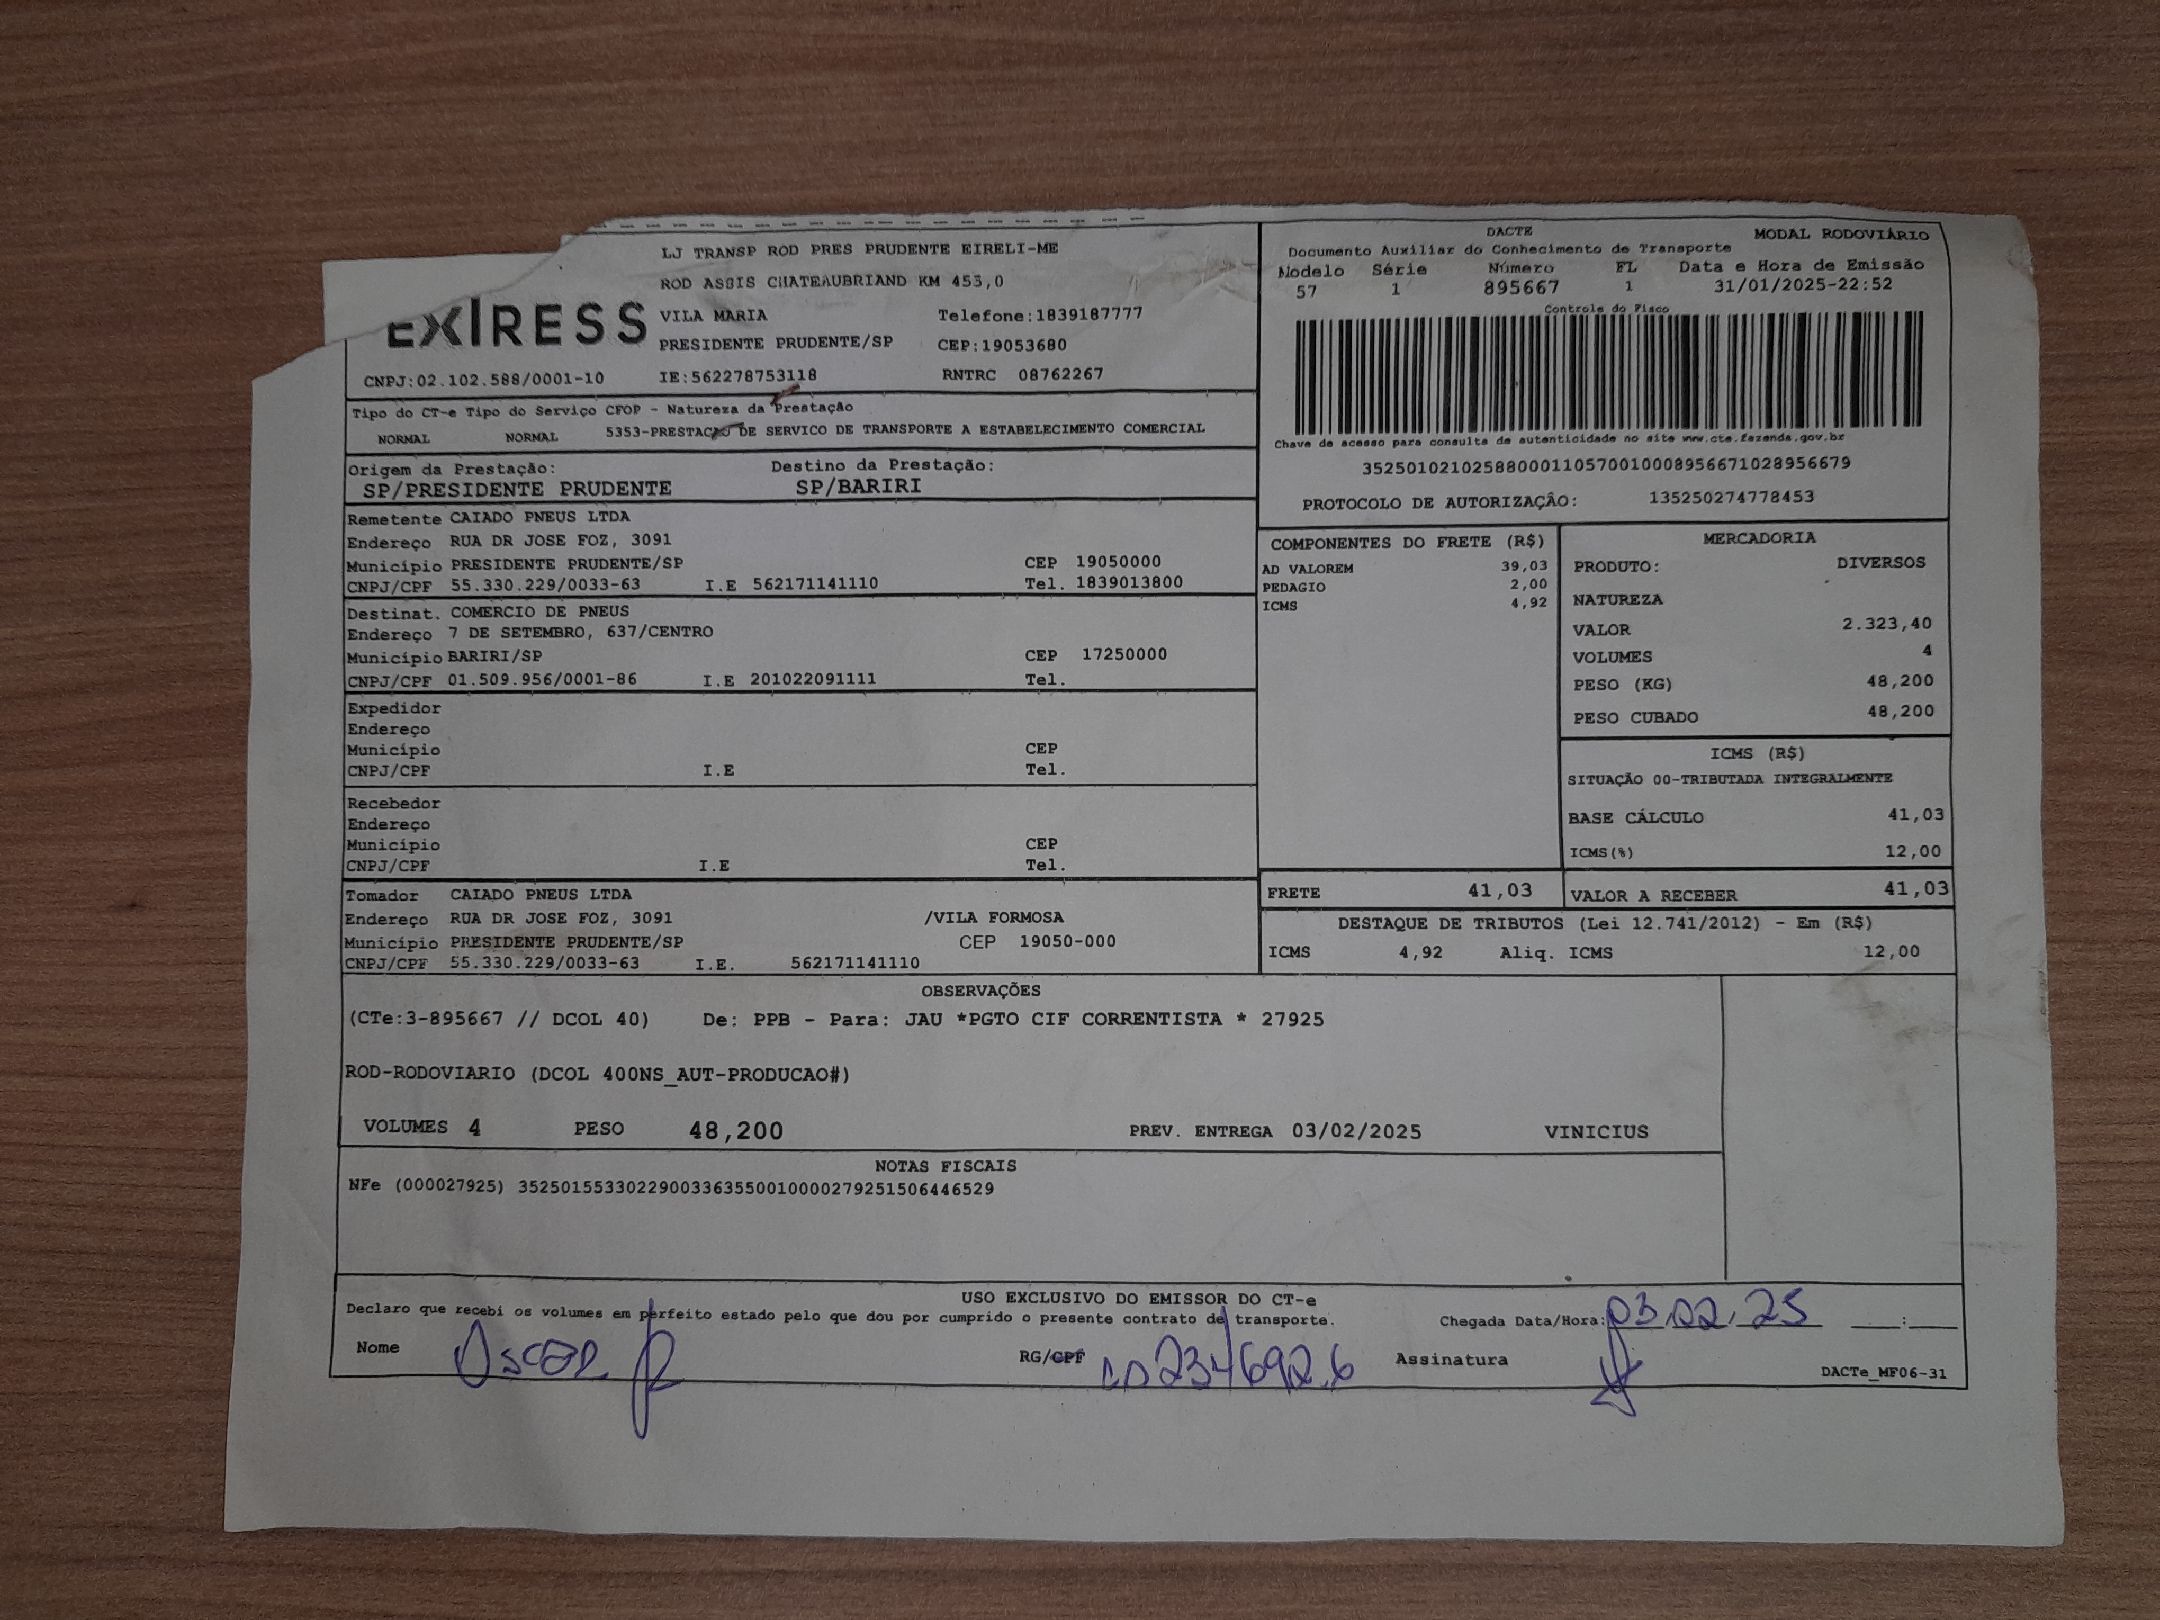 LJ TRANSP ROD PRES PRUDENTE EIRELI-ME
ROD ASSIS CHATEAUBRIAND KM 453,0
EXIRESS
VILA MARIA Telefone:1839187777
PRESIDENTE PRUDENTE/SP CEP:19053680
CNPJ:02.102.588/0001-10 IE:562278753118 RNTRC 08762267
DACTE MODAL RODOVIÁRIO
Documento Auxiliar do Conhecimento de Transporte
Modelo Série Número FL Data e Hora de Emissão
57 1 895667 1 31/01/2025-22:52
Controle do Fisco
Chave de acesso para consulta de autenticidade no site www.cte.fazenda.gov.br
35250102102588000110570010008956671028956679
PROTOCOLO DE AUTORIZAÇÂO: 135250274778453
Tipo do CT-e Tipo do Serviço CFOP - Natureza da Prestação
NORMAL NORMAL 5353-PRESTACAO DE SERVICO DE TRANSPORTE A ESTABELECIMENTO COMERCIAL
Origem da Prestação: Destino da Prestação:
SP/PRESIDENTE PRUDENTE SP/BARIRI
Remetente CAIADO PNEUS LTDA
Endereço RUA DR JOSE FOZ, 3091
Município PRESIDENTE PRUDENTE/SP CEP 19050000
CNPJ/CPF 55.330.229/0033-63 I.E 562171141110 Tel. 1839013800
Destinat. COMERCIO DE PNEUS
Endereço 7 DE SETEMBRO, 637/CENTRO
Município BARIRI/SP CEP 17250000
CNPJ/CPF 01.509.956/0001-86 I.E 201022091111 Tel.
Expedidor
Endereço
Município CEP
CNPJ/CPF I.E Tel.
Recebedor
Endereço
Município CEP
CNPJ/CPF I.E Tel.
Tomador CAIADO PNEUS LTDA
Endereço RUA DR JOSE FOZ, 3091 /VILA FORMOSA
Município PRESIDENTE PRUDENTE/SP CEP 19050-000
CNPJ/CPF 55.330.229/0033-63 I.E. 562171141110
COMPONENTES DO FRETE (R$)
AD VALOREM 39,03
PEDAGIO 2,00
ICMS 4,92
MERCADORIA
PRODUTO: DIVERSOS
NATUREZA
VALOR 2.323,40
VOLUMES 4
PESO (KG) 48,200
PESO CUBADO 48,200
ICMS (R$)
SITUAÇÃO 00-TRIBUTADA INTEGRALMENTE
BASE CÁLCULO 41,03
ICMS(%) 12,00
FRETE 41,03 VALOR A RECEBER 41,03
DESTAQUE DE TRIBUTOS (Lei 12.741/2012) - Em (R$)
ICMS 4,92 Aliq. ICMS 12,00
OBSERVAÇÕES
(CTe:3-895667 // DCOL 40) De: PPB - Para: JAU *PGTO CIF CORRENTISTA * 27925
ROD-RODOVIARIO (DCOL 400NS_AUT-PRODUCAO#)
VOLUMES 4 PESO 48,200 PREV. ENTREGA 03/02/2025 VINICIUS
NOTAS FISCAIS
NFe (000027925) 35250155330229003363550010000279251506446529
USO EXCLUSIVO DO EMISSOR DO CT-e
Declaro que recebi os volumes em perfeito estado pelo que dou por cumprido o presente contrato de transporte. Chegada Data/Hora: 03.02.25 ____:____
Nome Oscar RG/CPF Assinatura
DACTe_MF06-31